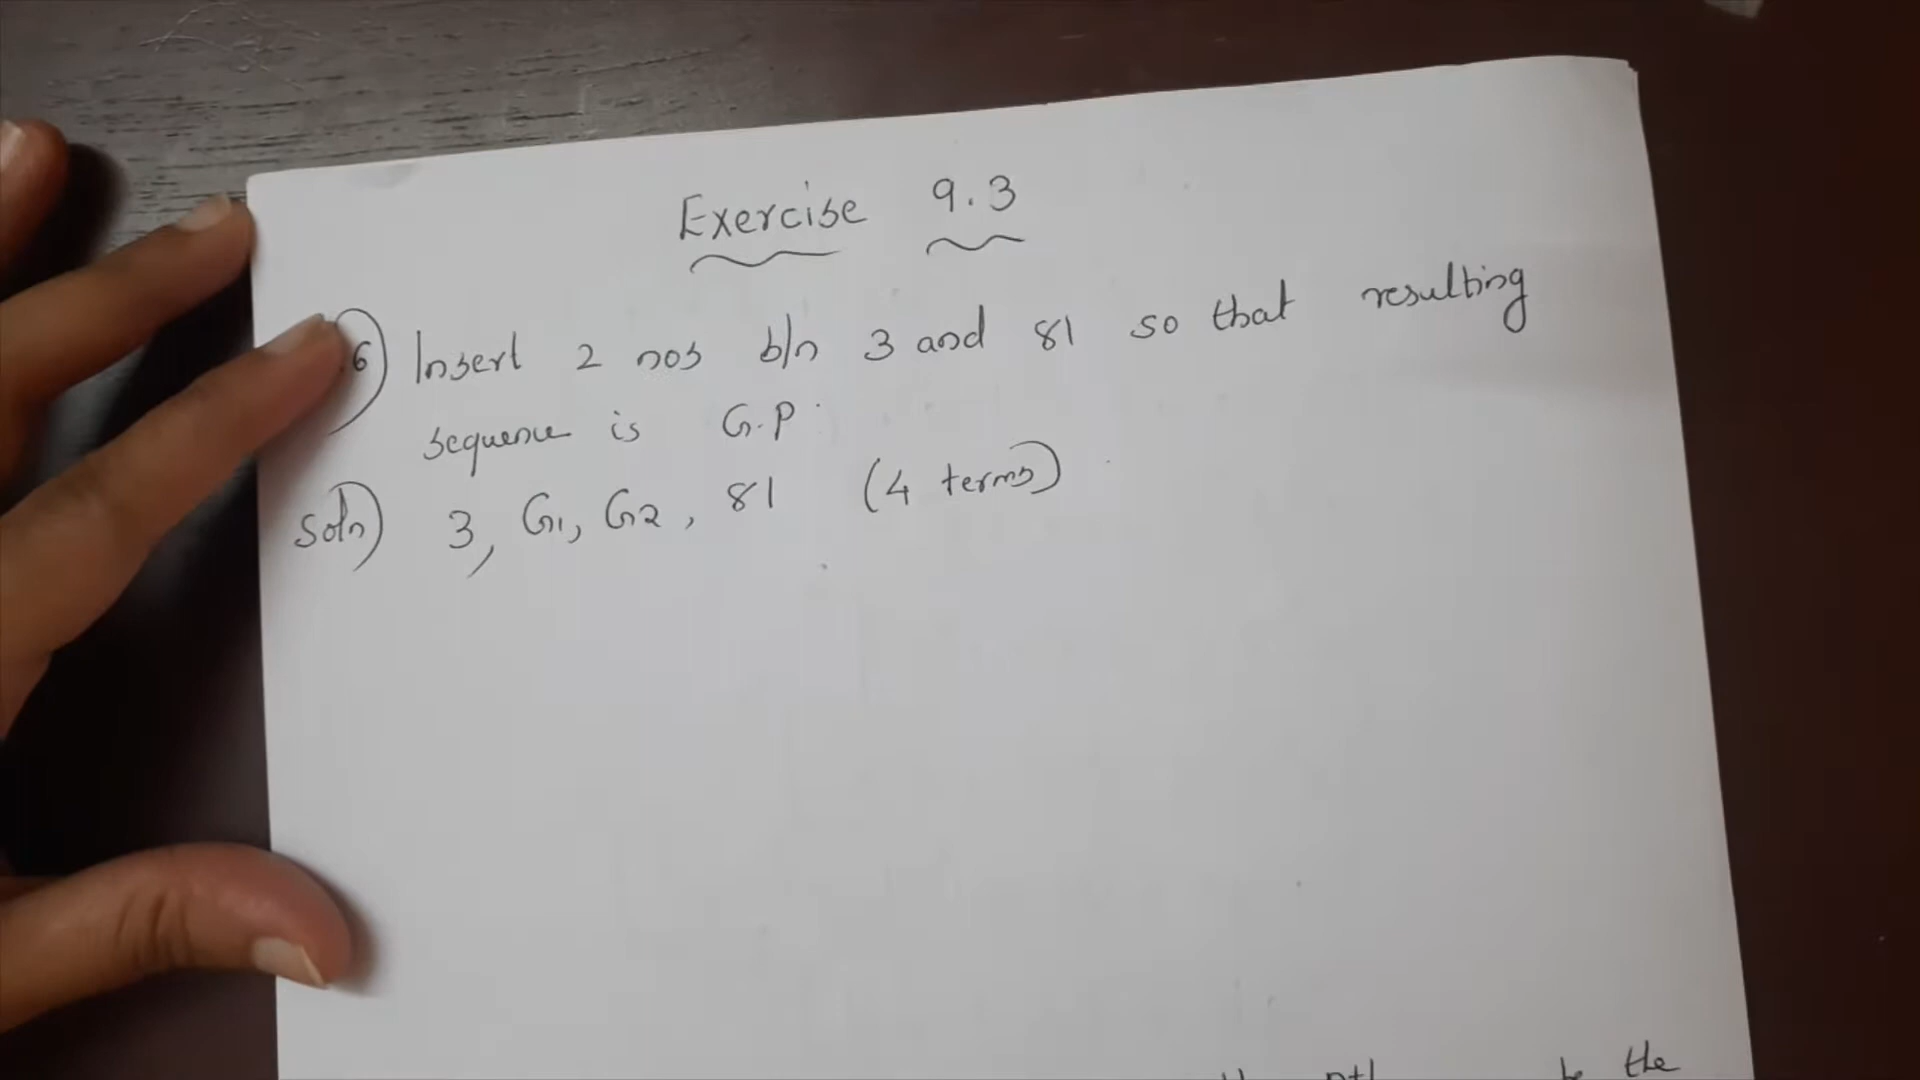 Exercise 9.3
6) Insert 2 nos b/n 3 and 81 so that resulting
sequence is G.P.
Soln) 3, G1, G2, 81 (4 terms)
the